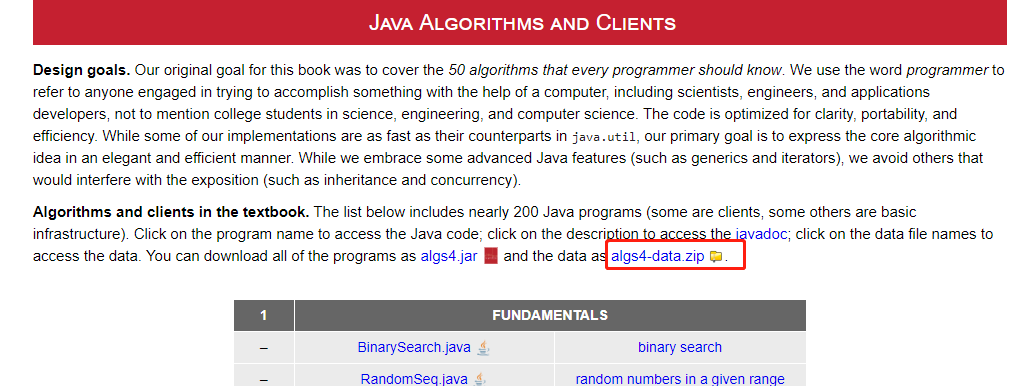 JAVA ALGORITHMS AND CLIENTS
Design goals. Our original goal for this book was to cover the 50 algorithms that every programmer should know. We use the word programmer to
refer to anyone engaged in trying to accomplish something with the help of a computer, including scientists, engineers, and applications
developers, not to mention college students in science, engineering, and computer science. The code is optimized for clarity, portability, and
efficiency. While some of our implementations are as fast as their counterparts in java.util, our primary goal is to express the core algorithmic
idea in an elegant and efficient manner. While we embrace some advanced Java features (such as generics and iterators), we avoid others that
would interfere with the exposition (such as inheritance and concurrency).
Algorithms and clients in the textbook. The list below includes nearly 200 Java programs (some are clients, some others are basic
infrastructure). Click on the program name to access the Java code; click on the description to access the javadoc; click on the data file names to
access the data. You can download all of the programs as algs4.jar and the data as algs4-data.zip .
1 FUNDAMENTALS
– BinarySearch.java binary search
– RandomSeq.java random numbers in a given range